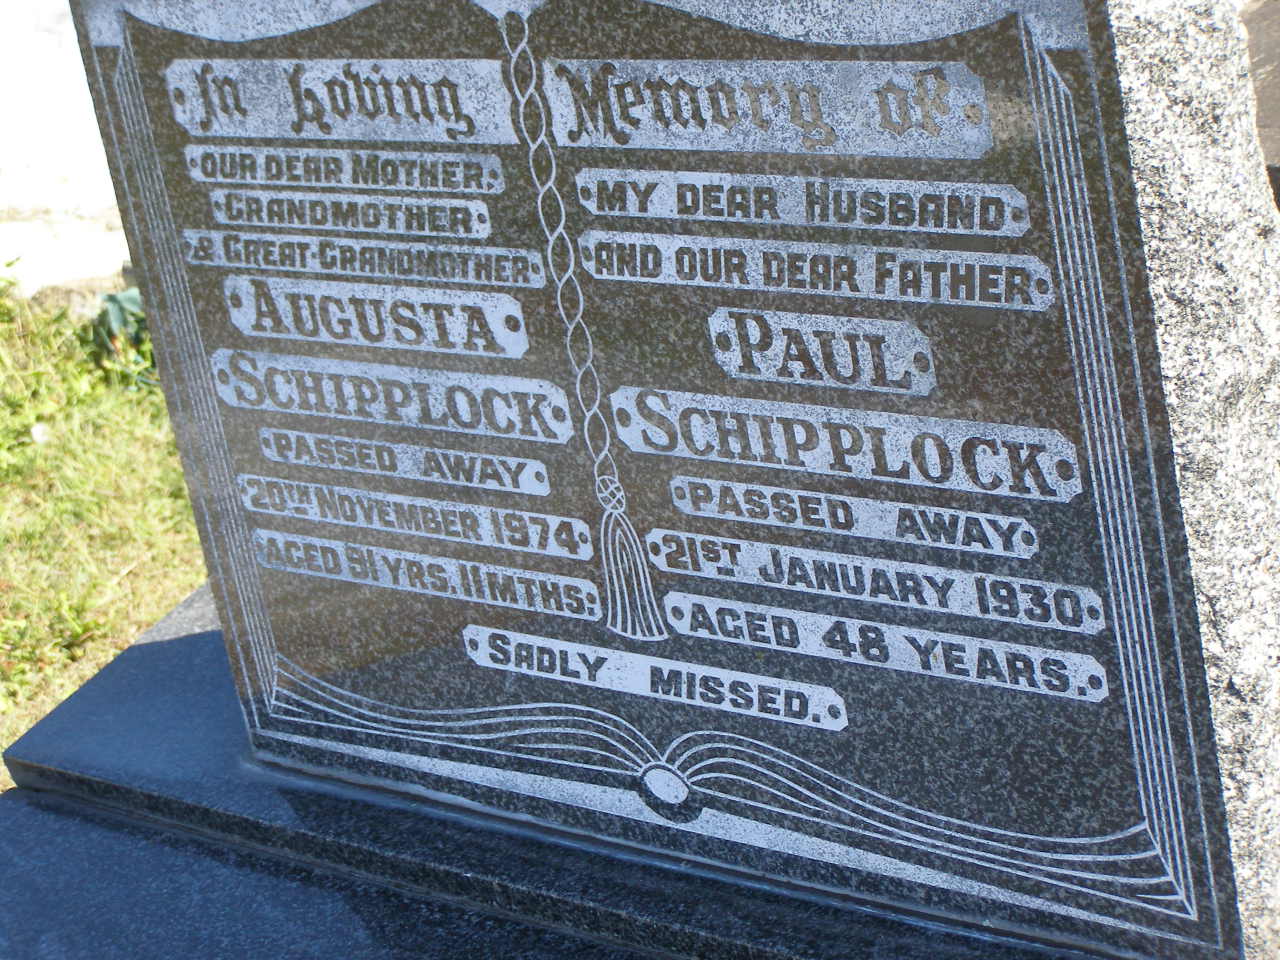 In Loving Memory of
OUR DEAR MOTHER,
GRANDMOTHER
& GREAT-GRANDMOTHER
AUGUSTA
SCHIPPLOCK
PASSED AWAY
20TH NOVEMBER 1974
AGED 91 YRS, 11 MTHS
MY DEAR HUSBAND
AND OUR DEAR FATHER
PAUL
SCHIPPLOCK
PASSED AWAY
21ST JANUARY 1930
AGED 48 YEARS.
SADLY MISSED.